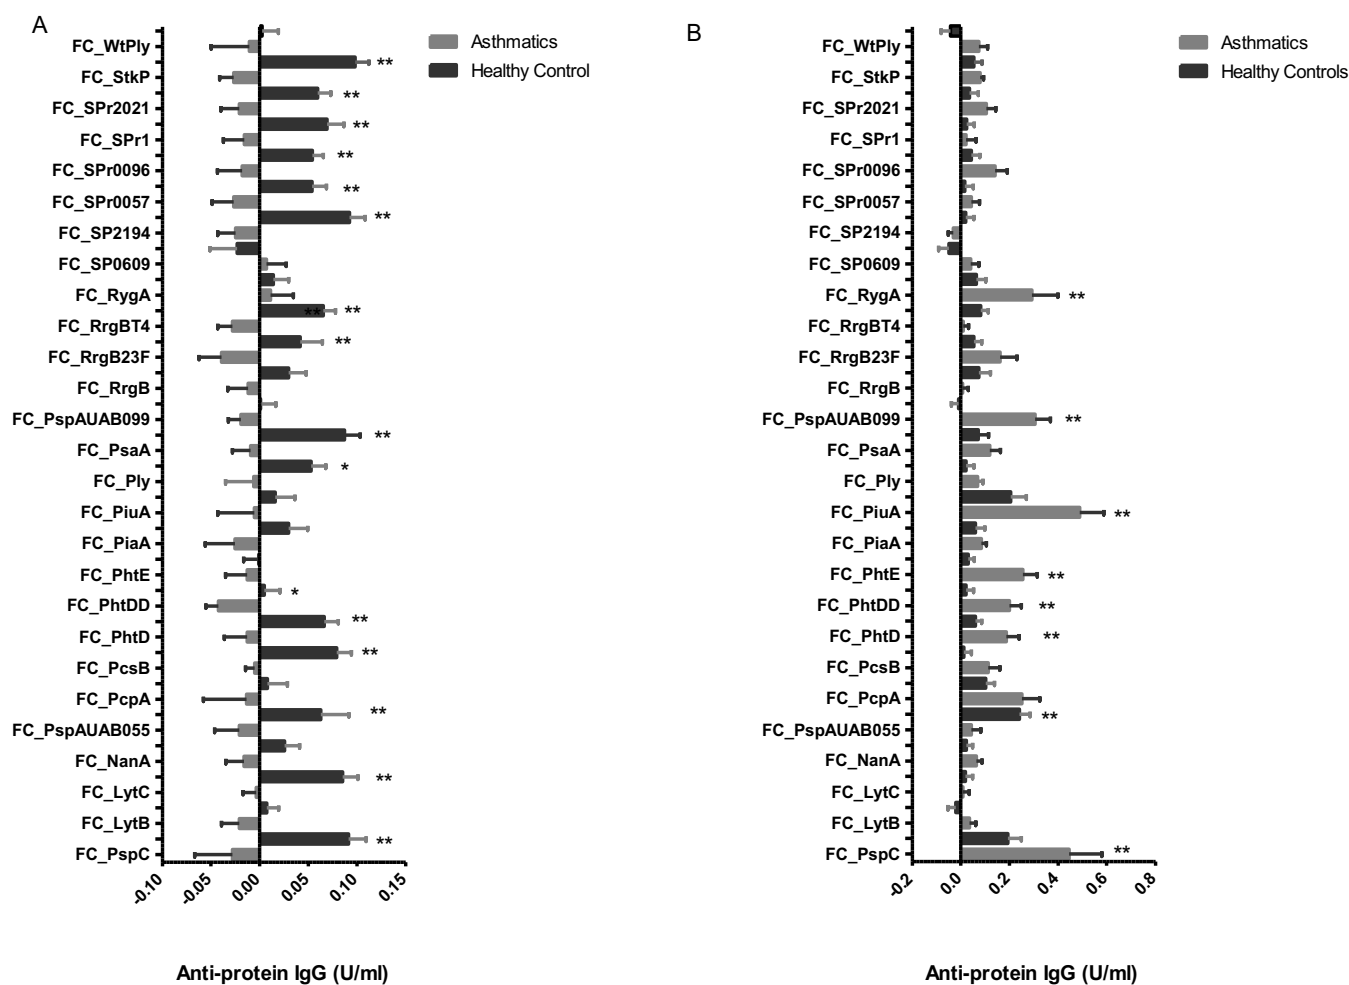 A
Asthmatics
Healthy Control
FC_WtPly
**
FC_StkP
**
FC_SPr2021
**
FC_SPr1
**
FC_SPr0096
**
FC_SPr0057
**
FC_SP2194
FC_SP0609
FC_RygA
** **
FC_RrgBT4
**
FC_RrgB23F
FC_RrgB
FC_PspAUAB099
**
FC_PsaA
*
FC_Ply
FC_PiuA
FC_PiaA
FC_PhtE
*
FC_PhtDD
**
FC_PhtD
**
FC_PcsB
FC_PcpA
**
FC_PspAUAB055
FC_NanA
**
FC_LytC
FC_LytB
**
FC_PspC
-0.10 -0.05 0.00 0.05 0.10 0.15
Anti-protein IgG (U/ml)
B
Asthmatics
Healthy Controls
FC_WtPly
FC_StkP
FC_SPr2021
FC_SPr1
FC_SPr0096
FC_SPr0057
FC_SP2194
FC_SP0609
FC_RygA **
FC_RrgBT4
FC_RrgB23F
FC_RrgB
FC_PspAUAB099 **
FC_PsaA
FC_Ply
FC_PiuA **
FC_PiaA
FC_PhtE **
FC_PhtDD **
FC_PhtD **
FC_PcsB
FC_PcpA
**
FC_PspAUAB055
FC_NanA
FC_LytC
FC_LytB
FC_PspC **
-0.2 0.0 0.2 0.4 0.6 0.8
Anti-protein IgG (U/ml)